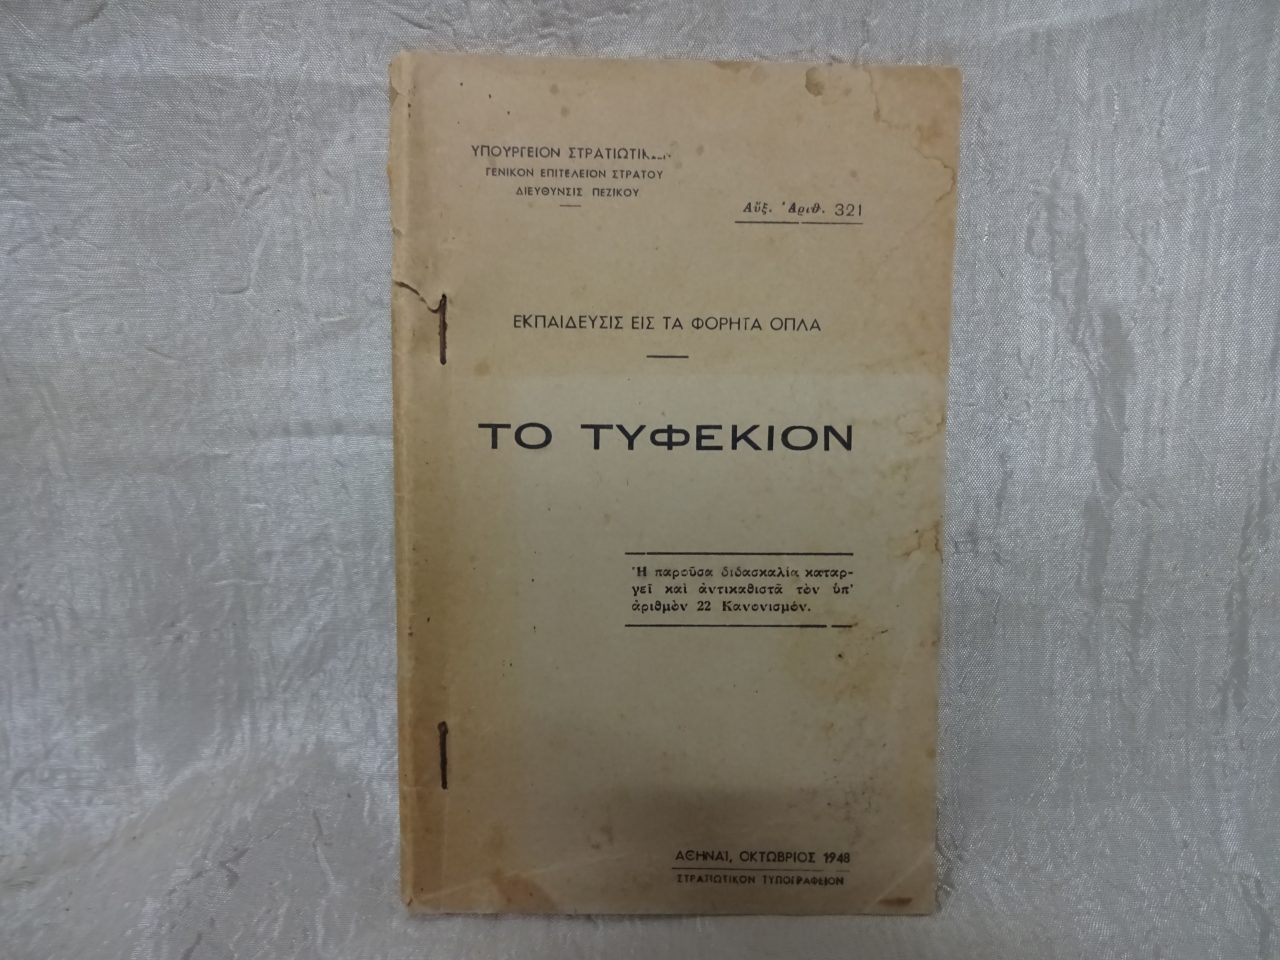 ΥΠΟΥΡΓΕΙΟΝ
ΓΕΝΙΚΟΝ ΕΠΙΤΕΛΕΙΟΝ ΣΤΡΑΤΟΥ
ΔΙΕΥΘΥΝΣΙΣ ΠΕΖΙΚΟΥ
Αὔξ. Ἀριθ. 321
ΕΚΠΑΙΔΕΥΣΙΣ ΕΙΣ ΤΑ ΦΟΡΗΤΑ ΟΠΛΑ
ΤΟ ΤΥΦΕΚΙΟΝ
Ἡ παροῦσα διδασκαλία καταρ-
γεῖ καὶ ἀντικαθιστᾶ τὸν ὑπ'
ἀριθμὸν 22 Κανονισμόν.
ΑΘΗΝΑΙ, ΟΚΤΩΒΡΙΟΣ 1948
ΣΤΡΑΤΙΩΤΙΚΟΝ ΤΥΠΟΓΡΑΦΕΙΟΝ